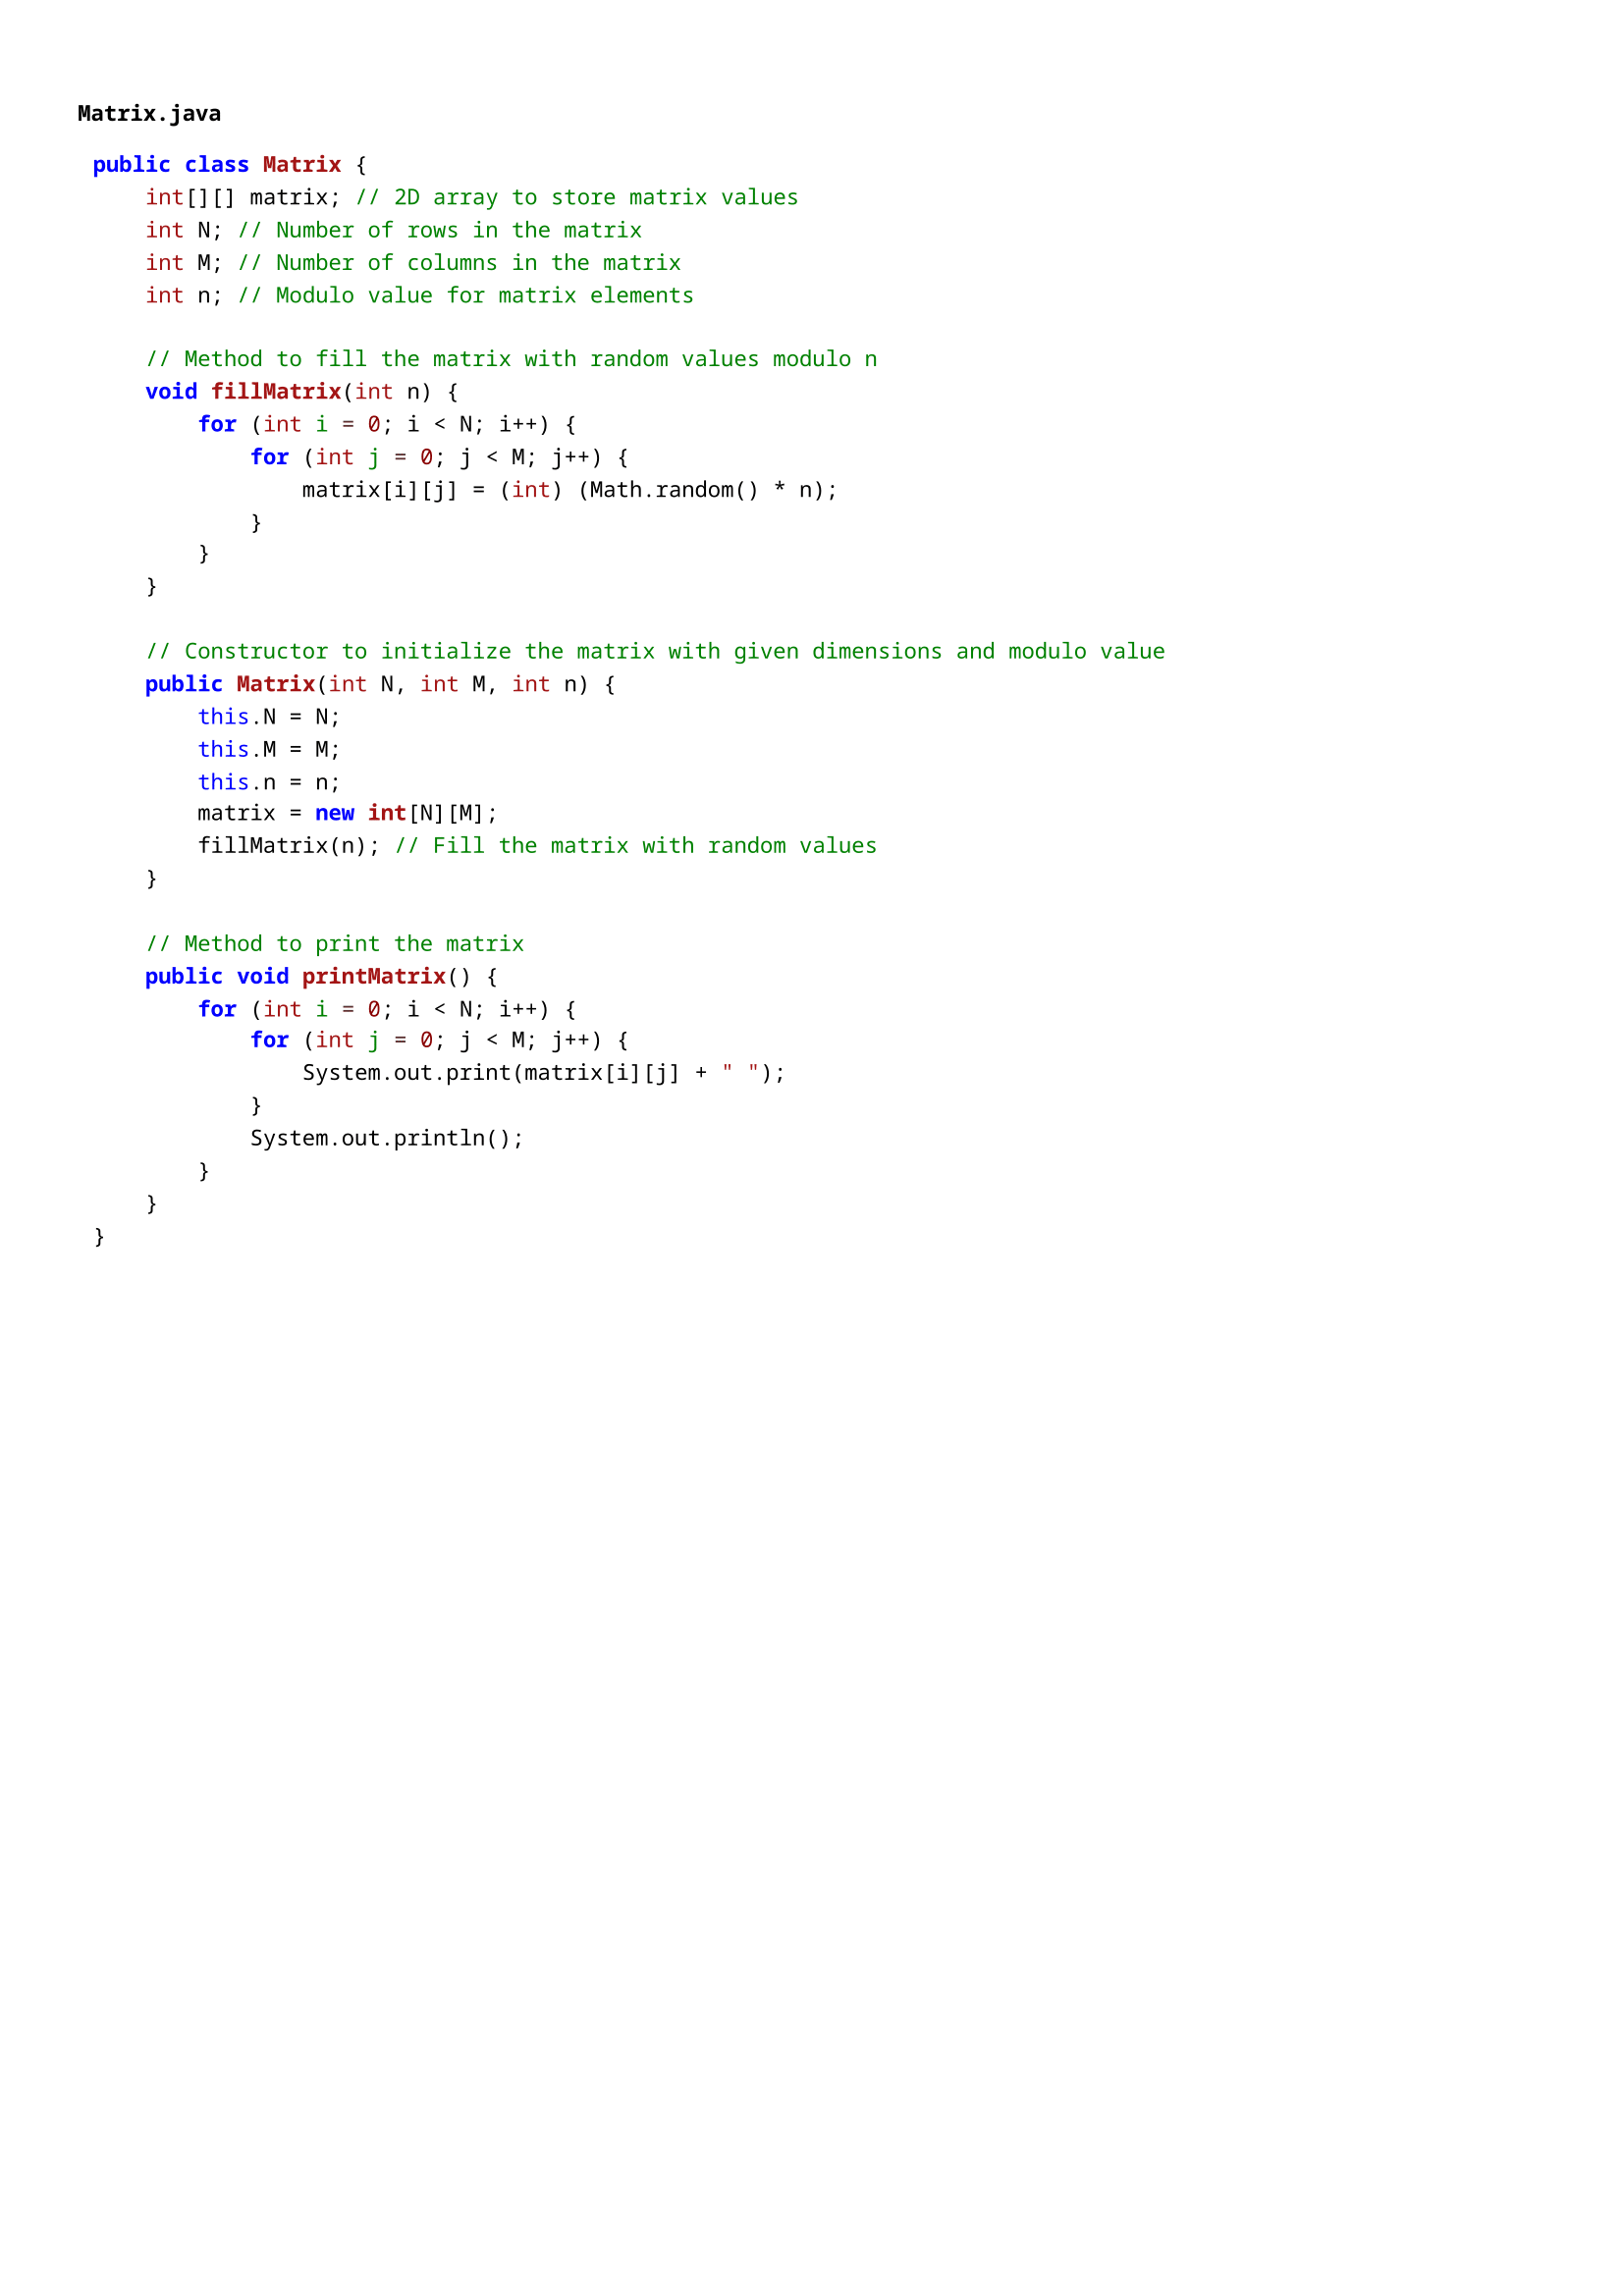 Matrix.java
public class Matrix {
    int[][] matrix; // 2D array to store matrix values
    int N; // Number of rows in the matrix
    int M; // Number of columns in the matrix
    int n; // Modulo value for matrix elements

    // Method to fill the matrix with random values modulo n
    void fillMatrix(int n) {
        for (int i = 0; i < N; i++) {
            for (int j = 0; j < M; j++) {
                matrix[i][j] = (int) (Math.random() * n);
            }
        }
    }

    // Constructor to initialize the matrix with given dimensions and modulo value
    public Matrix(int N, int M, int n) {
        this.N = N;
        this.M = M;
        this.n = n;
        matrix = new int[N][M];
        fillMatrix(n); // Fill the matrix with random values
    }

    // Method to print the matrix
    public void printMatrix() {
        for (int i = 0; i < N; i++) {
            for (int j = 0; j < M; j++) {
                System.out.print(matrix[i][j] + " ");
            }
            System.out.println();
        }
    }
}